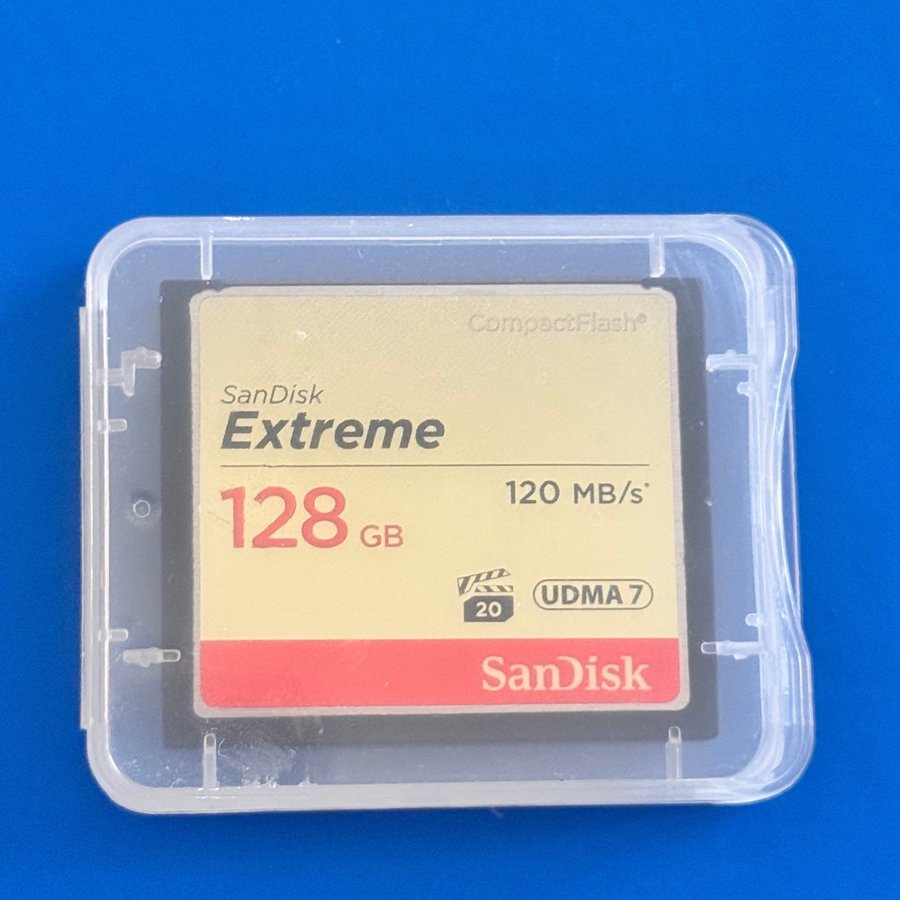 CompactFlash®
SanDisk
Extreme
128 GB
120 MB/s*
20
UDMA 7
SanDisk